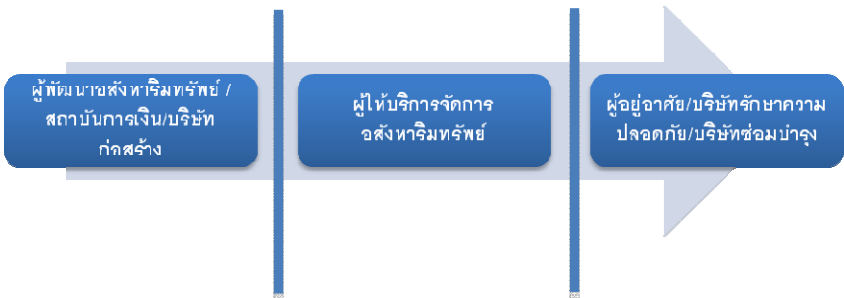 ผู้พัฒนาอสังหาริมทรัพย์ /
สถาบันการเงิน/บริษัท
ก่อสร้าง
ผู้ให้บริการจัดการ
อสังหาริมทรัพย์
ผู้อยู่อาศัย/บริษัทรักษาความ
ปลอดภัย/บริษัทซ่อมบำรุง